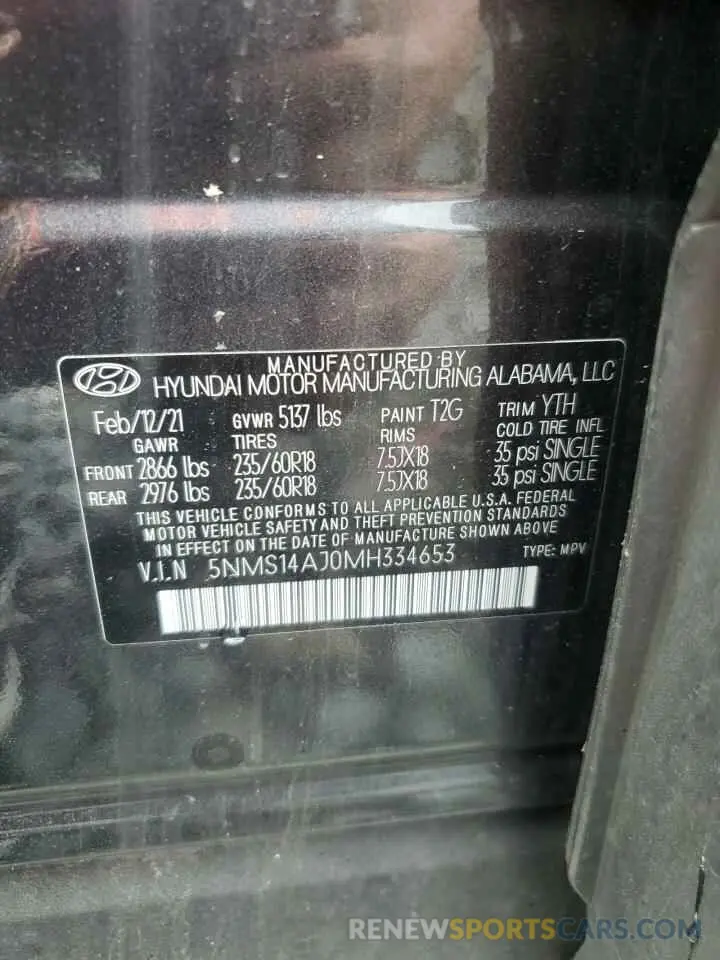 MANUFACTURED BY
HYUNDAI MOTOR MANUFACTURING ALABAMA, LLC
Feb/12/21 GVWR 5137 lbs PAINT T2G TRIM YTH
GAWR TIRES RIMS COLD TIRE INFL
FRONT 2866 lbs 235/60R18 7.5JX18 35 psi SINGLE
REAR 2976 lbs 235/60R18 7.5JX18 35 psi SINGLE
THIS VEHICLE CONFORMS TO ALL APPLICABLE U.S.A. FEDERAL
MOTOR VEHICLE SAFETY AND THEFT PREVENTION STANDARDS
IN EFFECT ON THE DATE OF MANUFACTURE SHOWN ABOVE
V.I.N 5NMS14AJ0MH334653 TYPE: MPV
RENEWSPORTSCARS.COM